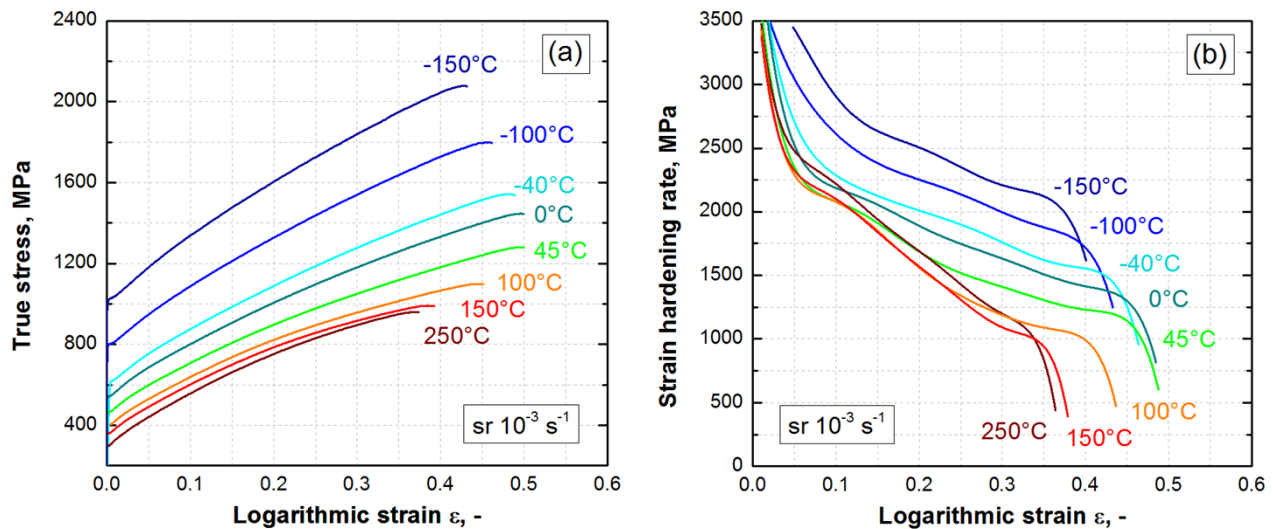 (a)
2400
2000
1600
1200
800
400
True stress, MPa
-150°C
-100°C
-40°C
0°C
45°C
100°C
150°C
250°C
sr 10⁻³ s⁻¹
0.0 0.1 0.2 0.3 0.4 0.5 0.6
Logarithmic strain ε, -
(b)
3500
3000
2500
2000
1500
1000
500
0
Strain hardening rate, MPa
-150°C
-100°C
-40°C
0°C
45°C
100°C
150°C
250°C
sr 10⁻³ s⁻¹
0.0 0.1 0.2 0.3 0.4 0.5 0.6
Logarithmic strain ε, -